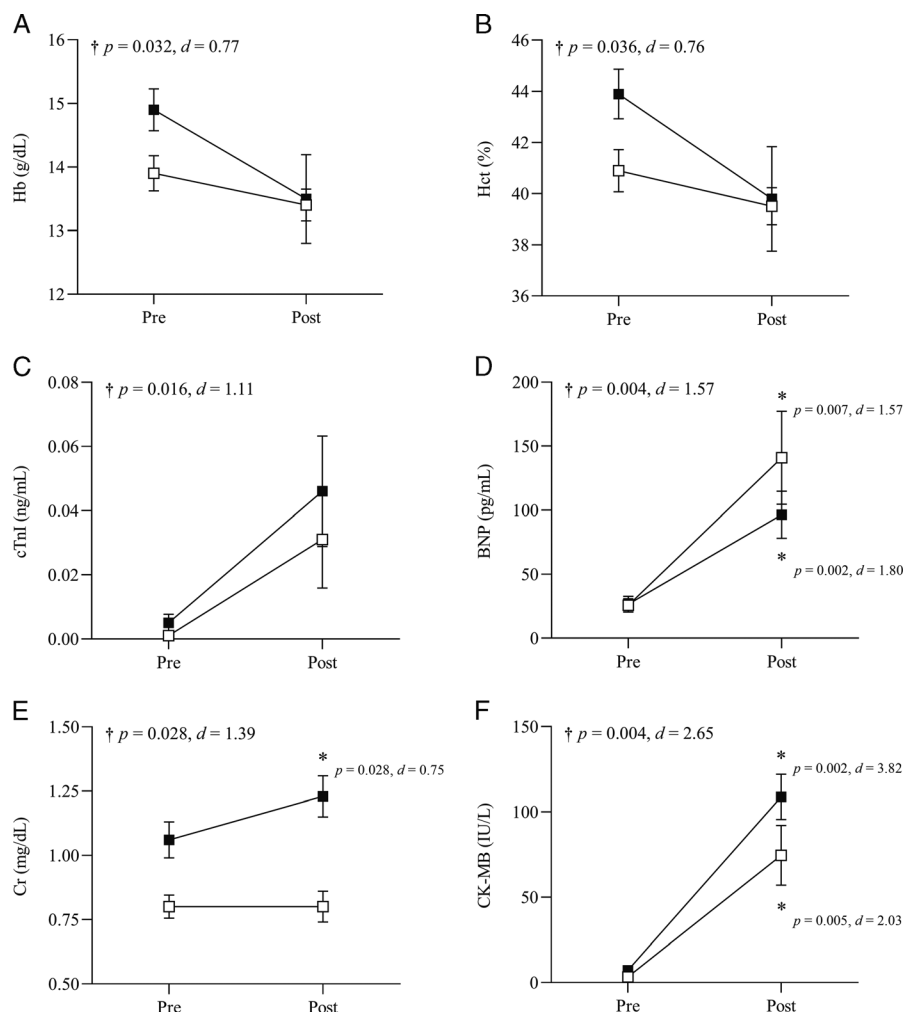 A
† p = 0.032, d = 0.77
Hb (g/dL)
16
15
14
13
12
Pre Post
B
† p = 0.036, d = 0.76
Hct (%)
46
44
42
40
38
36
Pre Post
C
† p = 0.016, d = 1.11
cTnI (ng/mL)
0.08
0.06
0.04
0.02
0.00
Pre Post
D
† p = 0.004, d = 1.57
BNP (pg/mL)
200
150
100
50
0
*
p = 0.007, d = 1.57
*
p = 0.002, d = 1.80
Pre Post
E
† p = 0.028, d = 1.39
Cr (mg/dL)
1.50
1.25
1.00
0.75
0.50
*
p = 0.028, d = 0.75
Pre Post
F
† p = 0.004, d = 2.65
CK-MB (IU/L)
150
100
50
0
*
p = 0.002, d = 3.82
*
p = 0.005, d = 2.03
Pre Post